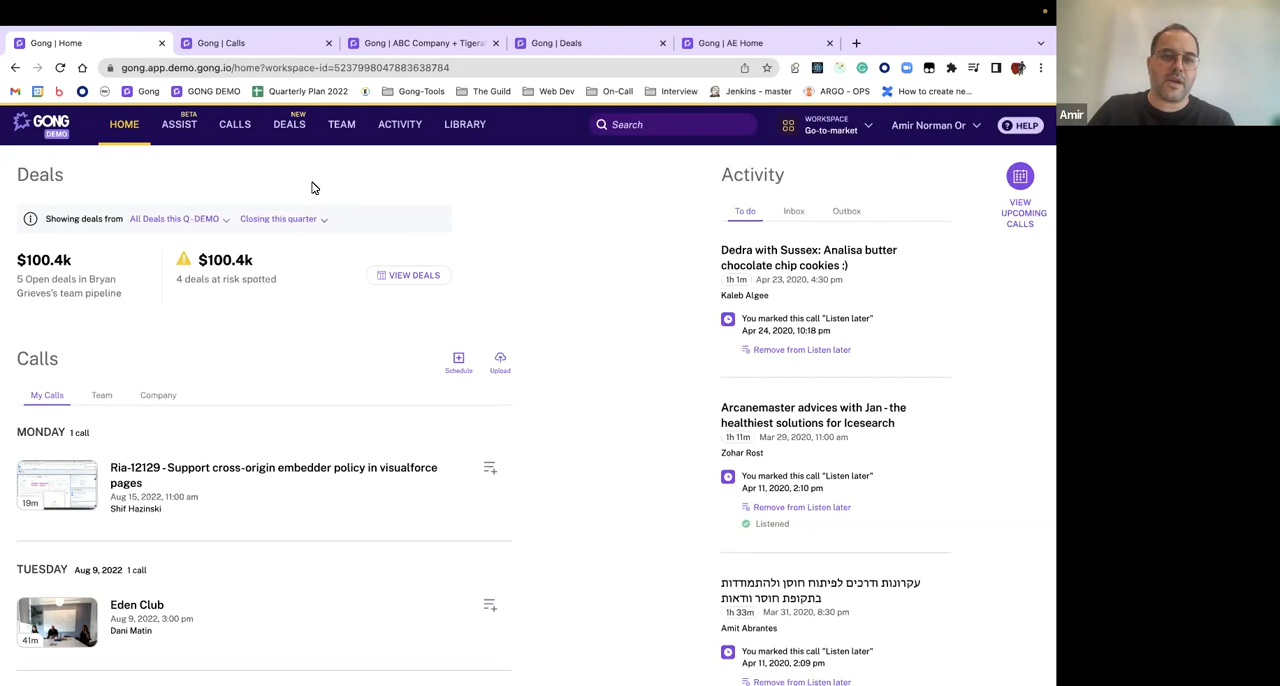 Gong | Home
Gong | Calls
Gong | ABC Company + Tigera
Gong | Deals
Gong | AE Home
gong.app.demo.gong.io/home?workspace-id=5237998047883638784
Gong
GONG DEMO
Quarterly Plan 2022
Gong-Tools
The Guild
Web Dev
On-Call
Interview
Jenkins - master
ARGO - OPS
How to create ne...
GONG
DEMO
HOME
BETA
ASSIST
CALLS
NEW
DEALS
TEAM
ACTIVITY
LIBRARY
Search
WORKSPACE
Go-to-market
Amir Norman Or
HELP
Amir
Deals
Showing deals from All Deals this Q - DEMO Closing this quarter
$100.4k
5 Open deals in Bryan
Grieves's team pipeline
$100.4k
4 deals at risk spotted
VIEW DEALS
Calls
Schedule
Upload
My Calls
Team
Company
MONDAY 1 call
19m
Ria-12129 - Support cross-origin embedder policy in visualforce
pages
Aug 15, 2022, 11:00 am
Shif Hazinski
TUESDAY Aug 9, 2022 1 call
41m
Eden Club
Aug 9, 2022, 3:00 pm
Dani Matin
Activity
VIEW
UPCOMING
CALLS
To do
Inbox
Outbox
Dedra with Sussex: Analisa butter
chocolate chip cookies :)
1h 1m Apr 23, 2020, 4:30 pm
Kaleb Algee
You marked this call "Listen later"
Apr 24, 2020, 10:18 pm
Remove from Listen later
Arcanemaster advices with Jan - the
healthiest solutions for Icesearch
1h 11m Mar 29, 2020, 11:00 am
Zohar Rost
You marked this call "Listen later"
Apr 11, 2020, 2:10 pm
Remove from Listen later
Listened
עקרונות ודרכים לפיתוח חוסן ולהתמודדות
בתקופת חוסר וודאות
1h 33m Mar 31, 2020, 8:30 pm
Amit Abrantes
You marked this call "Listen later"
Apr 11, 2020, 2:09 pm
Remove from Listen later